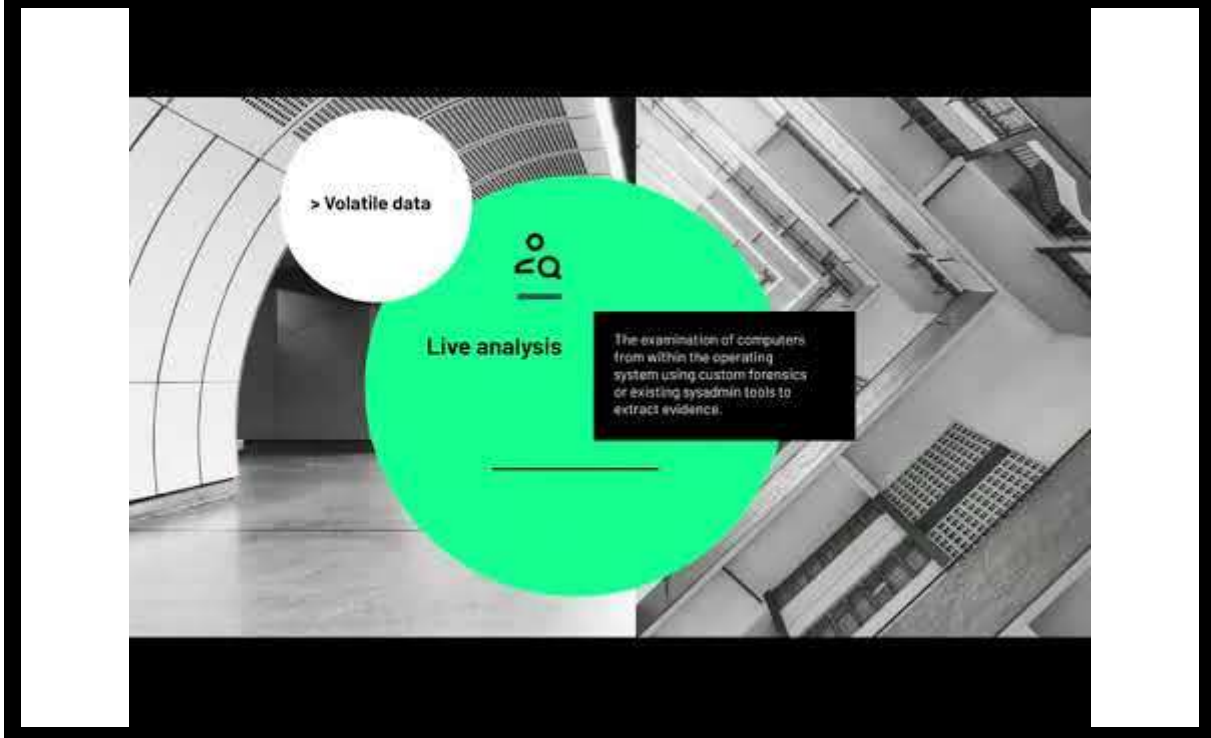 > Volatile data
Live analysis
The examination of computers
from within the operating
system using custom forensics
or existing sysadmin tools to
extract evidence.